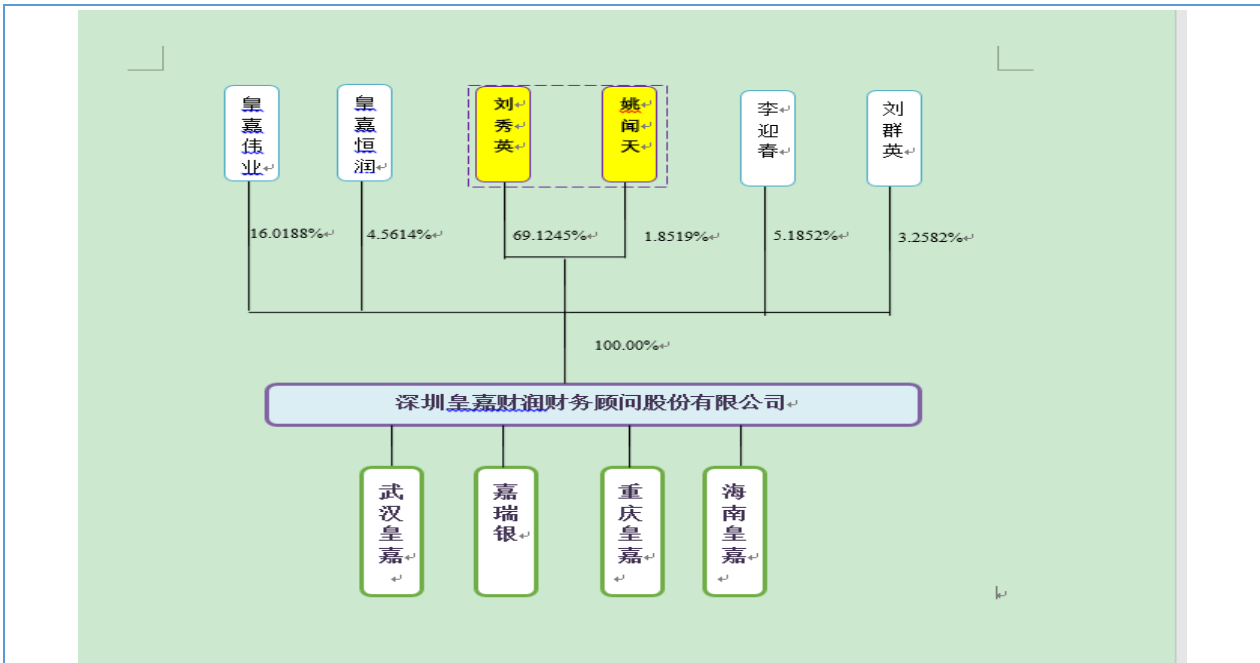 皇嘉伟业
皇嘉恒润
刘秀英
姚闻天
李迎春
刘群英
16.0188%
4.5614%
69.1245%
1.8519%
5.1852%
3.2582%
100.00%
深圳皇嘉财润财务顾问股份有限公司
武汉皇嘉
嘉瑞银
重庆皇嘉
海南皇嘉